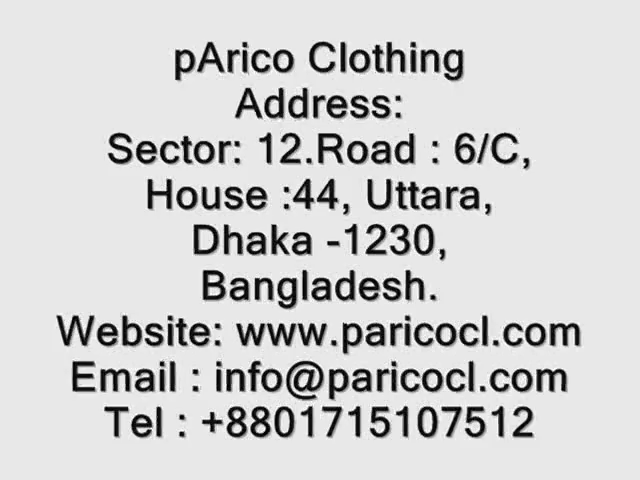 pArico Clothing
Address:
Sector: 12.Road : 6/C,
House :44, Uttara,
Dhaka -1230,
Bangladesh.
Website: www.paricocl.com
Email : info@paricocl.com
Tel : +8801715107512